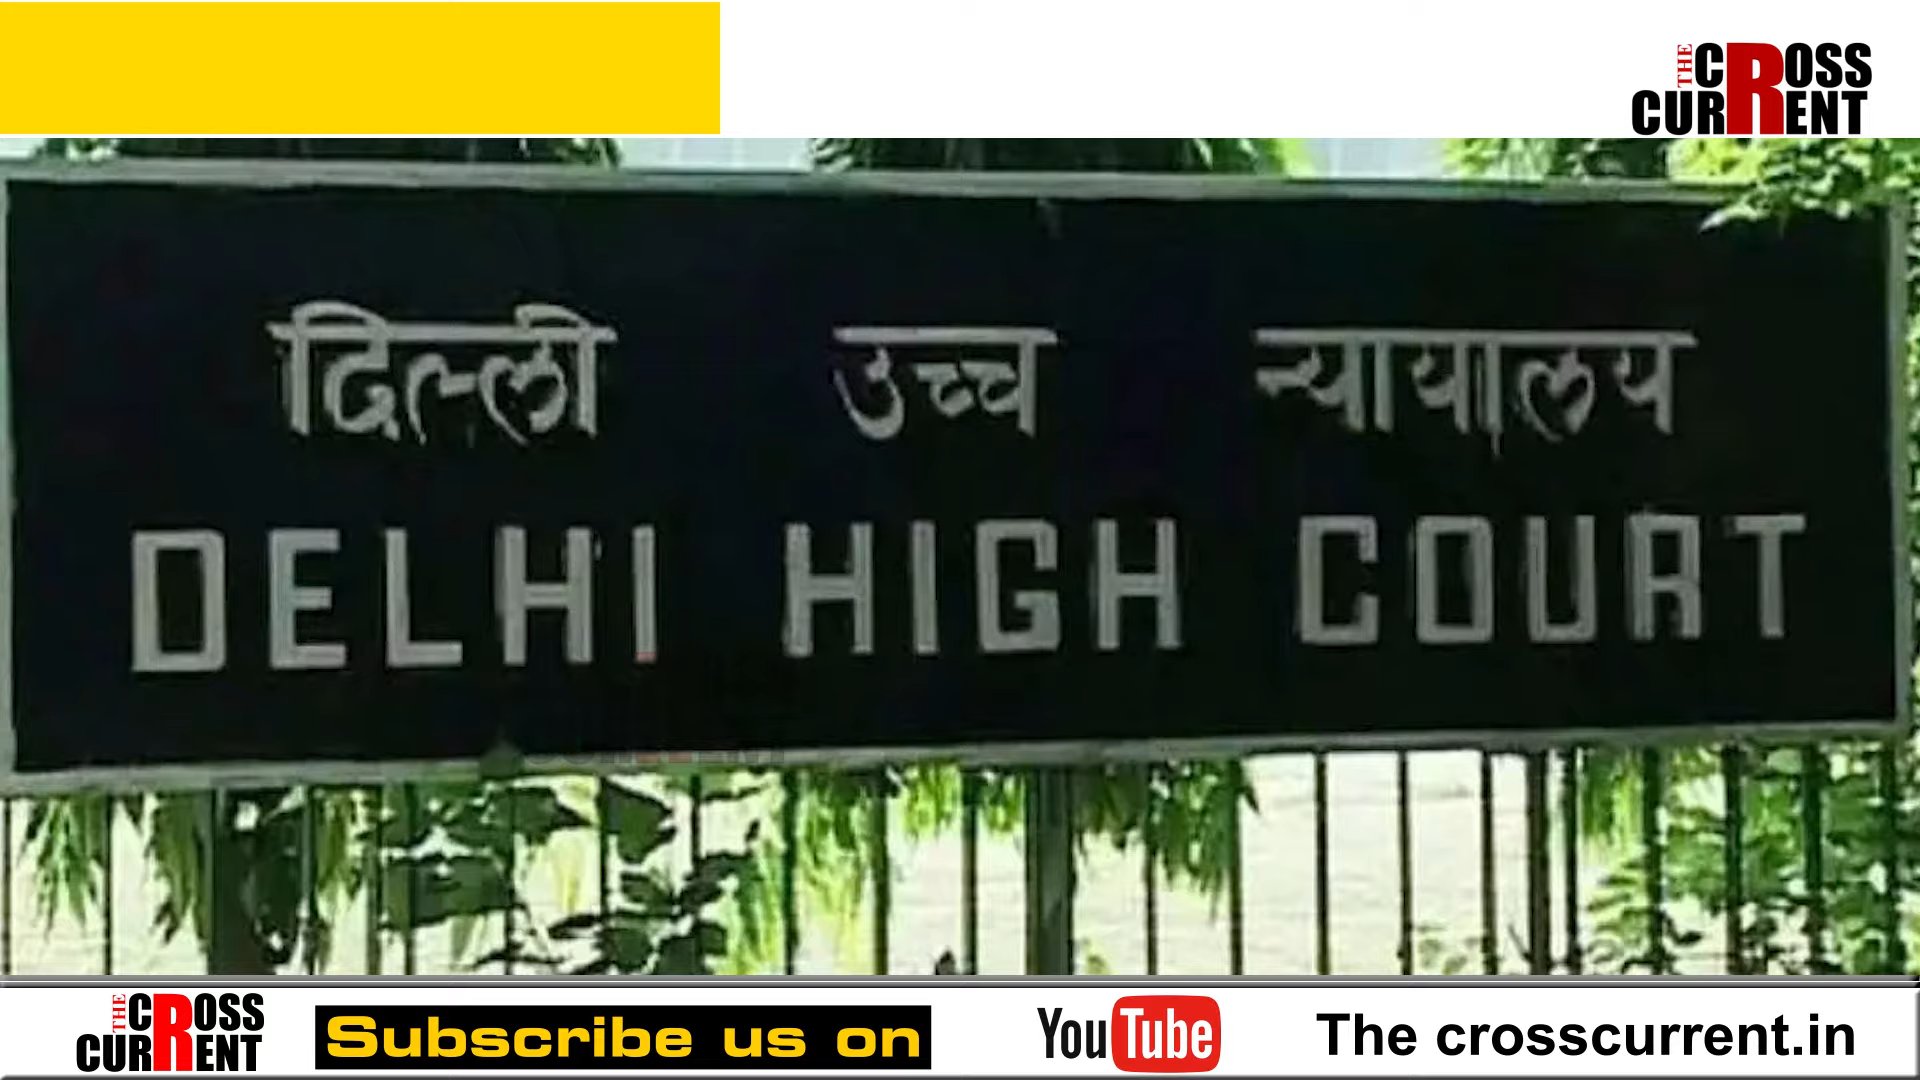 THE CROSS
CURRENT
दिल्ली उच्च न्यायालय
DELHI HIGH COURT
THE CROSS
CURRENT
Subscribe us on
YouTube
The crosscurrent.in